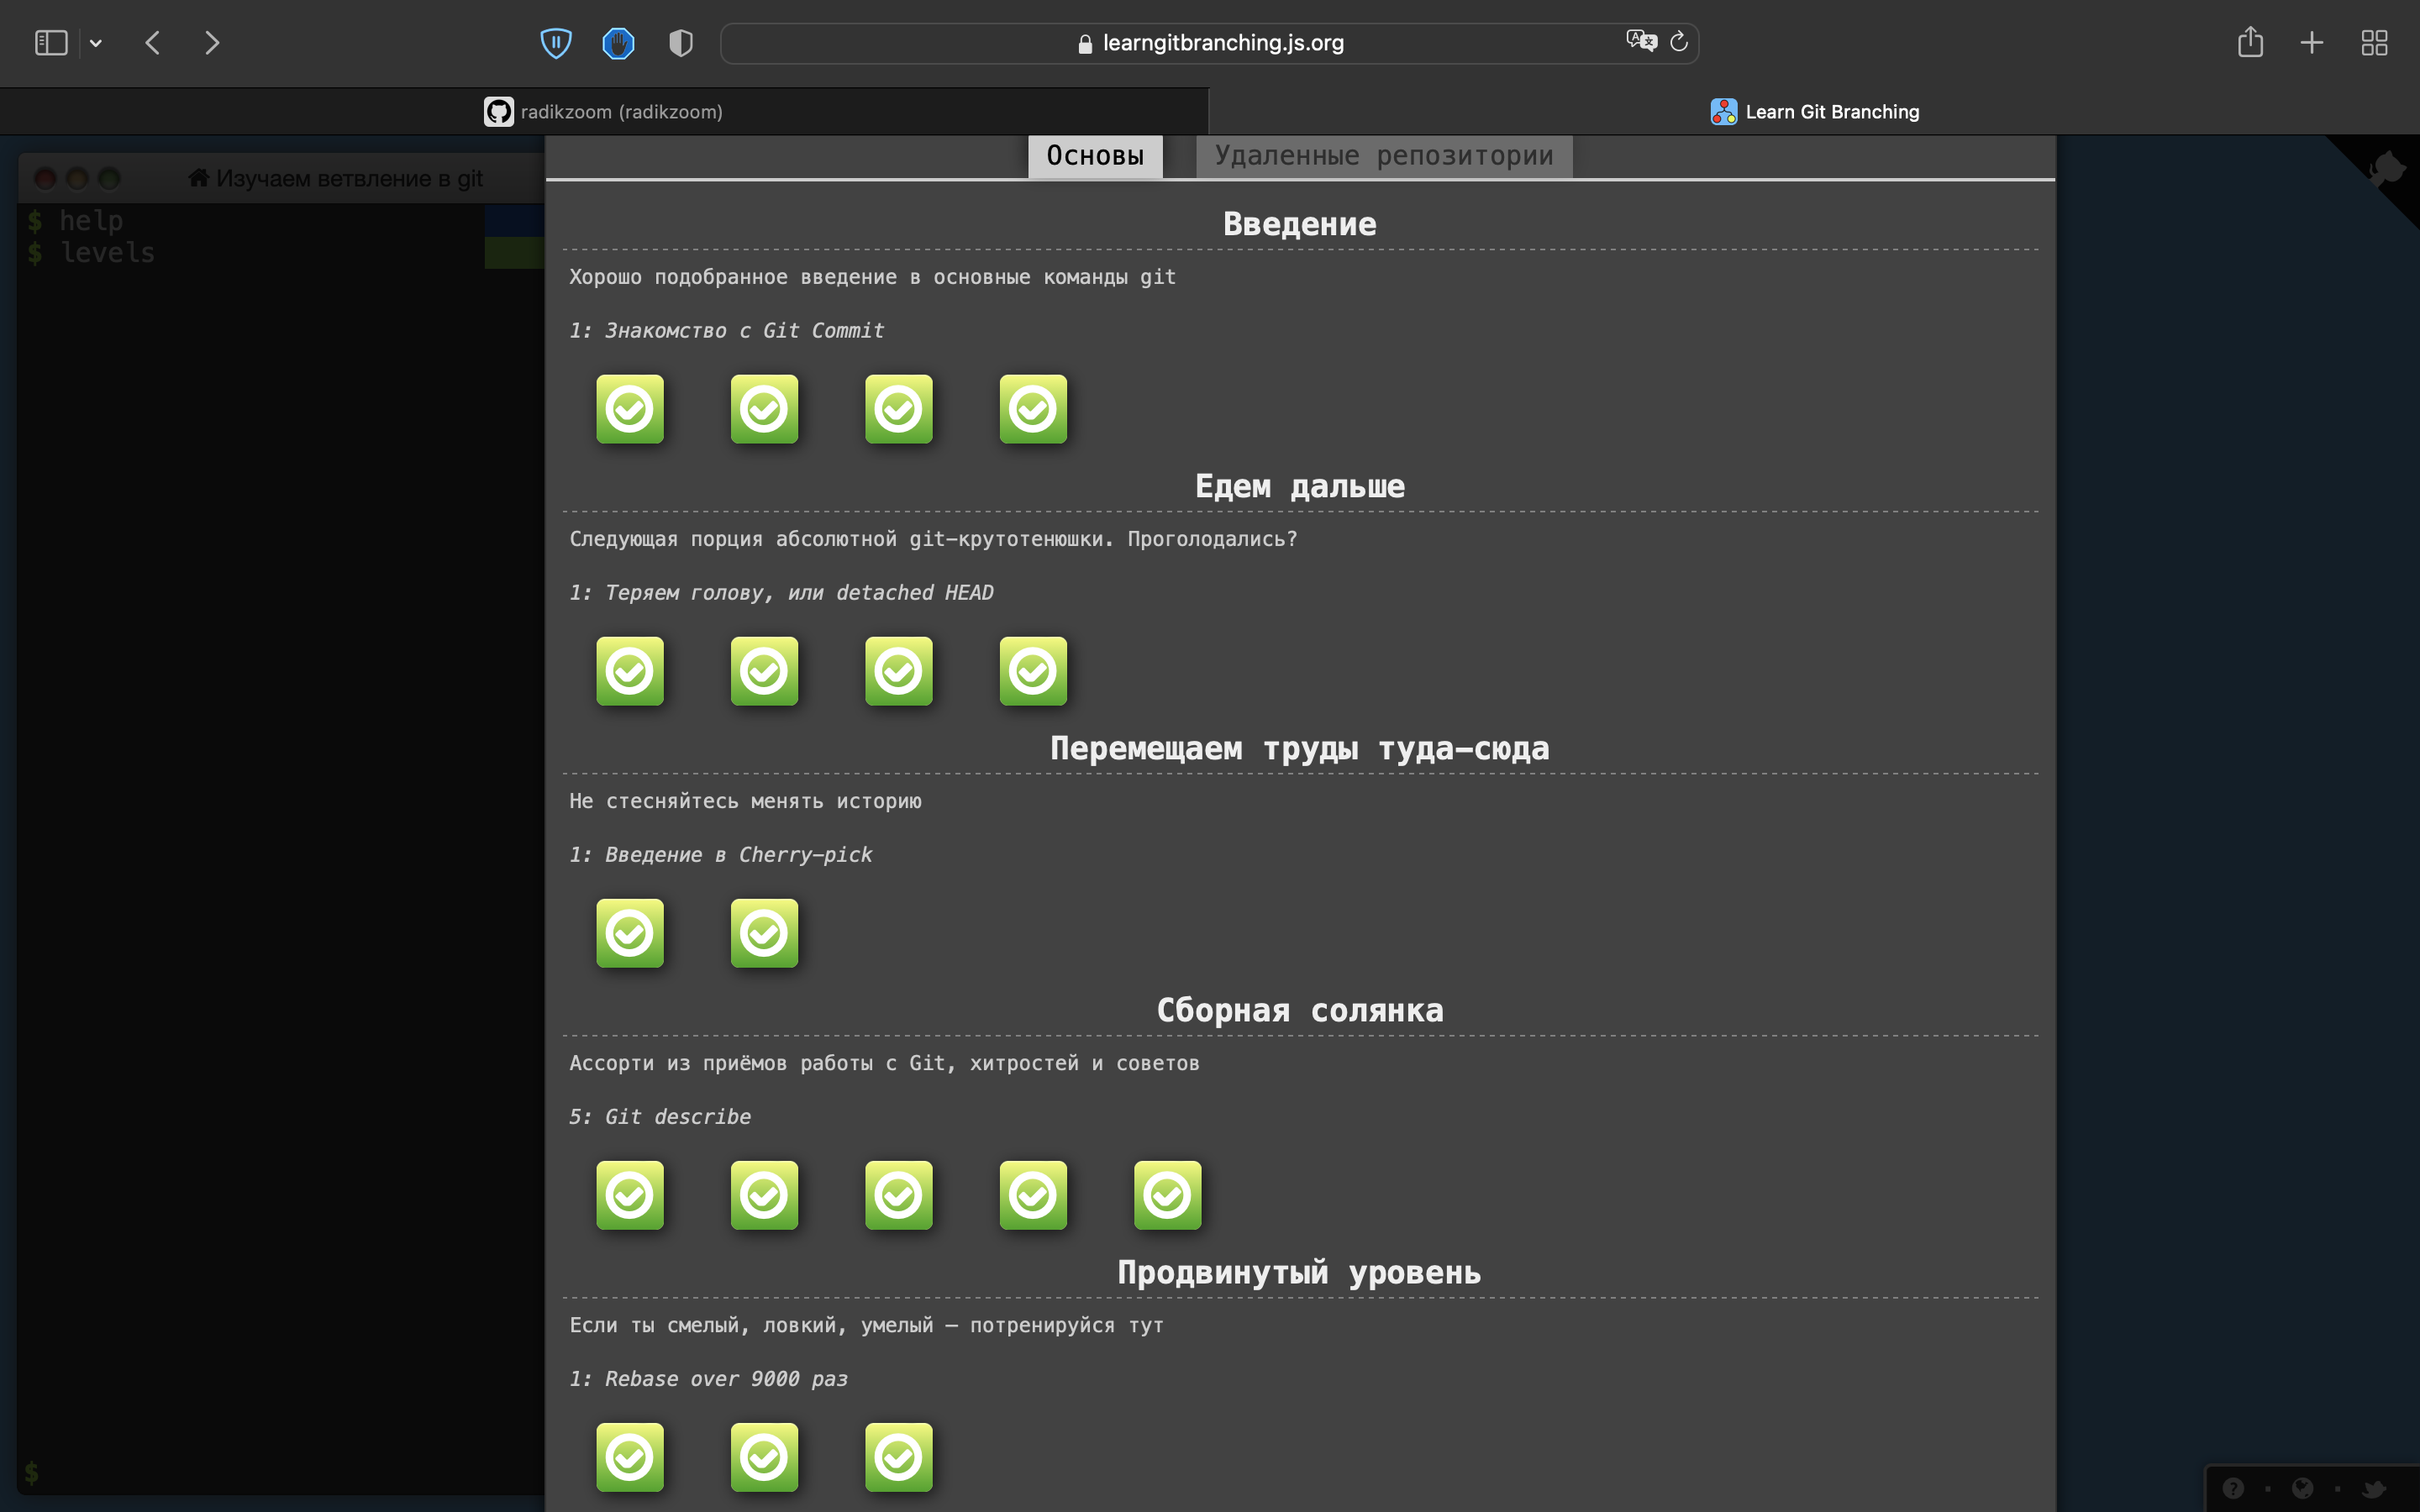 learngitbranching.js.org
radikzoom (radikzoom)
Learn Git Branching
Изучаем ветвление в git
$ help
$ levels
$
Основы
Удаленные репозитории
Введение
Хорошо подобранное введение в основные команды git
1: Знакомство с Git Commit
Едем дальше
Следующая порция абсолютной git-крутотенюшки. Проголодались?
1: Теряем голову, или detached HEAD
Перемещаем труды туда-сюда
Не стесняйтесь менять историю
1: Введение в Cherry-pick
Сборная солянка
Ассорти из приёмов работы с Git, хитростей и советов
5: Git describe
Продвинутый уровень
Если ты смелый, ловкий, умелый – потренируйся тут
1: Rebase over 9000 раз